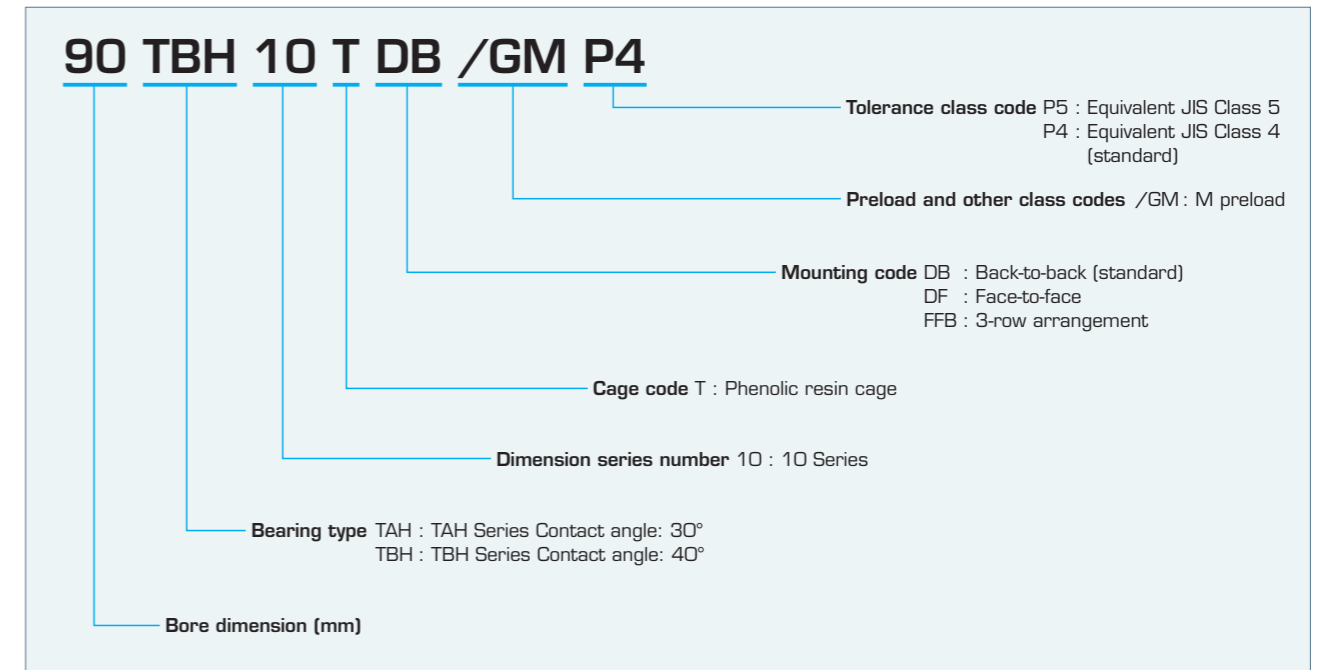 90 TBH 10 T DB /GM P4
Tolerance class code P5 : Equivalent JIS Class 5
P4 : Equivalent JIS Class 4
(standard)
Preload and other class codes /GM : M preload
Mounting code DB : Back-to-back (standard)
DF : Face-to-face
FFB : 3-row arrangement
Cage code T : Phenolic resin cage
Dimension series number 10 : 10 Series
Bearing type TAH : TAH Series Contact angle: 30°
TBH : TBH Series Contact angle: 40°
Bore dimension (mm)